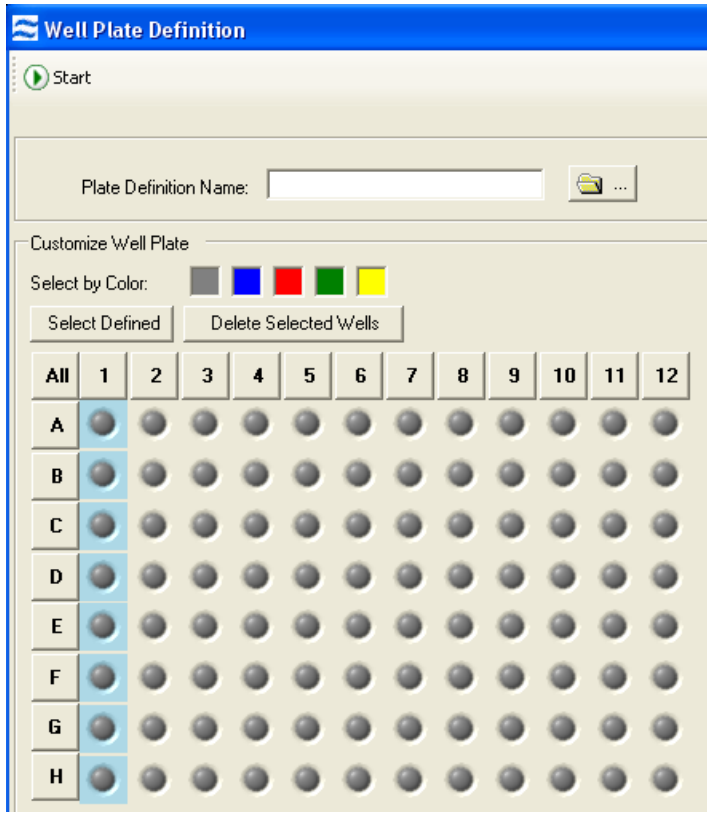 Well Plate Definition
Start
Plate Definition Name:
...
Customize Well Plate
Select by Color:
Select Defined Delete Selected Wells
All 1 2 3 4 5 6 7 8 9 10 11 12
A
B
C
D
E
F
G
H